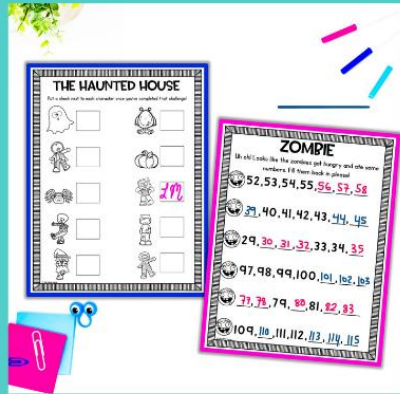 THE HAUNTED HOUSE
Put a check next to each character once you've completed that challenge!
ZOMBIE
Uh oh! Looks like the zombies got hungry and ate some
numbers. Fill them back in please!
52,53,54,55,56,57,58
39,40,41,42,43,44,45
29,30,31,32,33,34,35
97,98,99,100,101,102,103
77,78,79,80,81,82,83
109,110,111,112,113,114,115